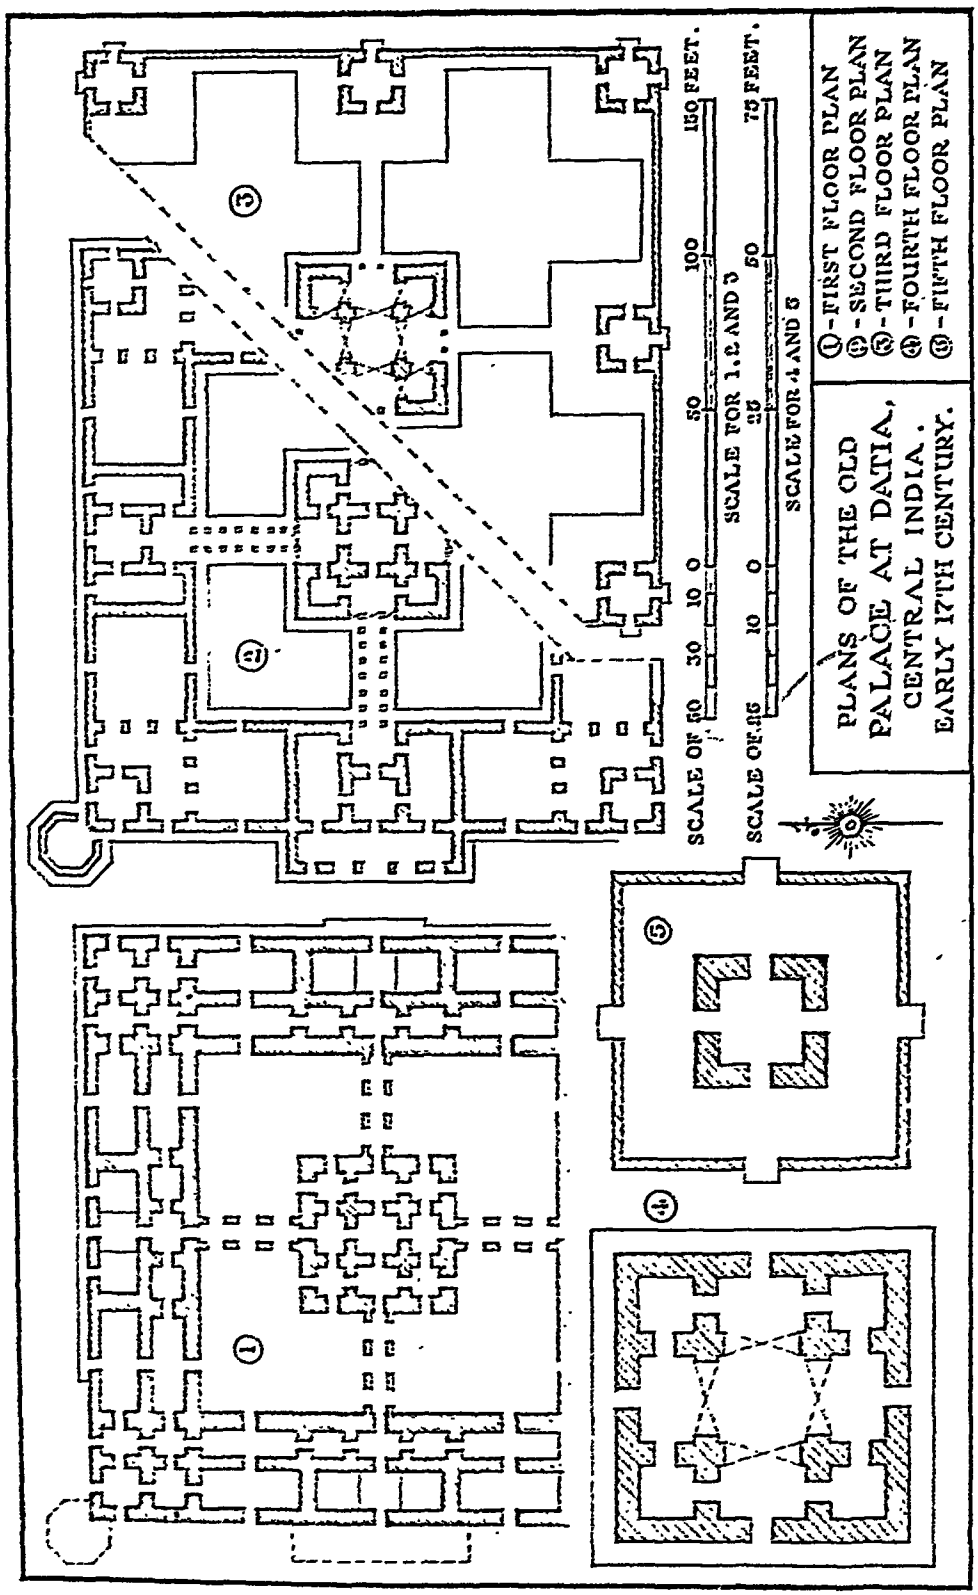 ①
②
③
④
⑤
SCALE OF 50 30 10 0 50 100 150 FEET.
SCALE FOR 1.2 AND 3
SCALE OF 25 10 0 25 50 75 FEET.
SCALE FOR 4 AND 5
PLANS OF THE OLD
PALACE AT DATIA,
CENTRAL INDIA.
EARLY 17TH CENTURY.
①-FIRST FLOOR PLAN
②-SECOND FLOOR PLAN
③-THIRD FLOOR PLAN
④-FOURTH FLOOR PLAN
⑤-FIFTH FLOOR PLAN